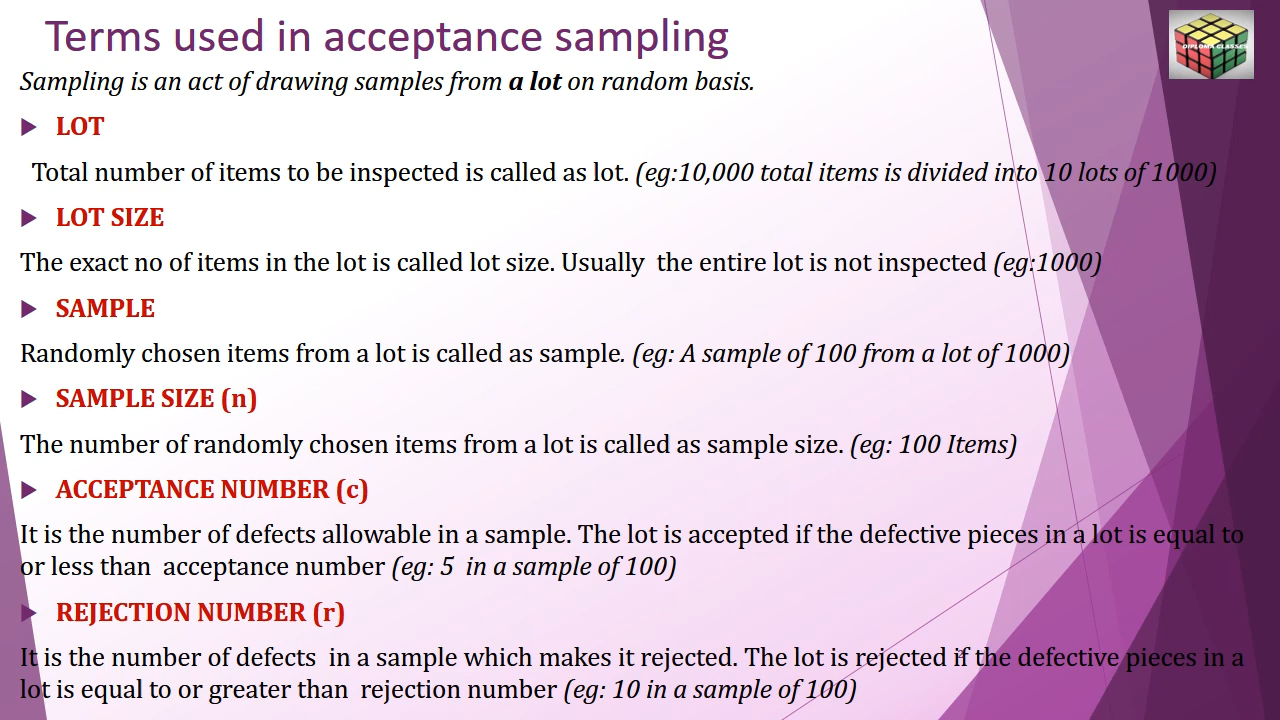 Terms used in acceptance sampling
DIPLOMA CLASSES
Sampling is an act of drawing samples from a lot on random basis.
LOT
Total number of items to be inspected is called as lot. (eg:10,000 total items is divided into 10 lots of 1000)
LOT SIZE
The exact no of items in the lot is called lot size. Usually the entire lot is not inspected (eg:1000)
SAMPLE
Randomly chosen items from a lot is called as sample. (eg: A sample of 100 from a lot of 1000)
SAMPLE SIZE (n)
The number of randomly chosen items from a lot is called as sample size. (eg: 100 Items)
ACCEPTANCE NUMBER (c)
It is the number of defects allowable in a sample. The lot is accepted if the defective pieces in a lot is equal to
or less than acceptance number (eg: 5 in a sample of 100)
REJECTION NUMBER (r)
It is the number of defects in a sample which makes it rejected. The lot is rejected if the defective pieces in a
lot is equal to or greater than rejection number (eg: 10 in a sample of 100)